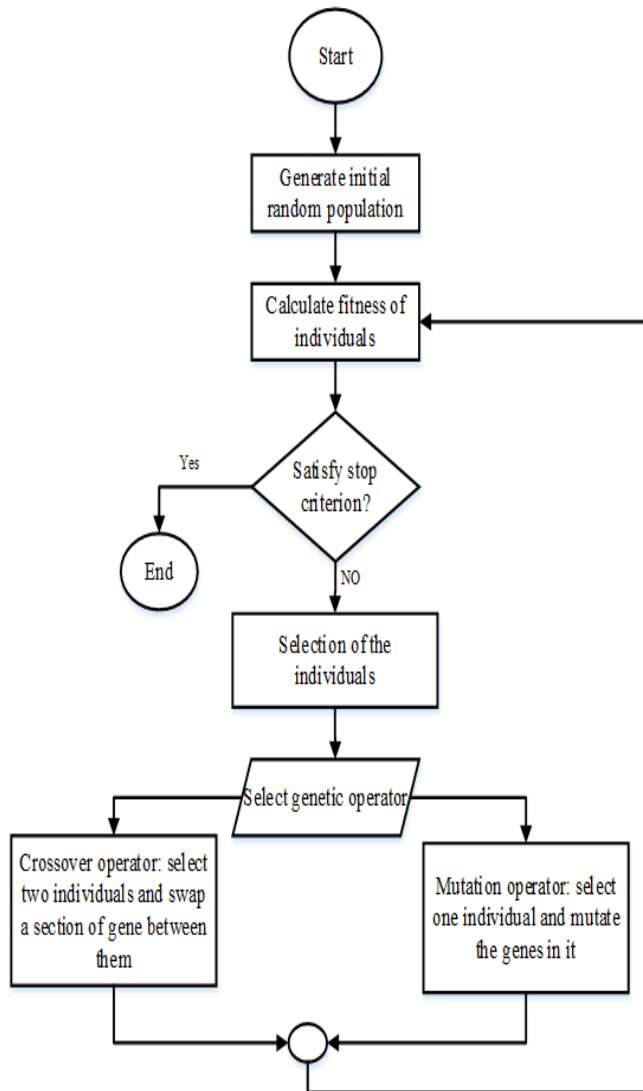 Start
Generate initial
random population
Calculate fitness of
individuals
Yes
Satisfy stop
criterion?
End
NO
Selection of the
individuals
Select genetic operator
Crossover operator: select
two individuals and swap
a section of gene between
them
Mutation operator: select
one individual and mutate
the genes in it